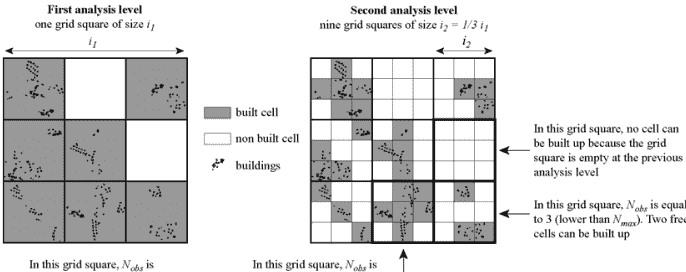 First analysis level
one grid square of size i1
i1
Second analysis level
nine grid squares of size i2 = 1/3 i1
i2
built cell
non built cell
buildings
In this grid square, no cell can
be built up because the grid
square is empty at the previous
analysis level
In this grid square, Nobs is equal
to 3 (lower than Nmax). Two free
cells can be built up
In this grid square, Nobs is
In this grid square, Nobs is